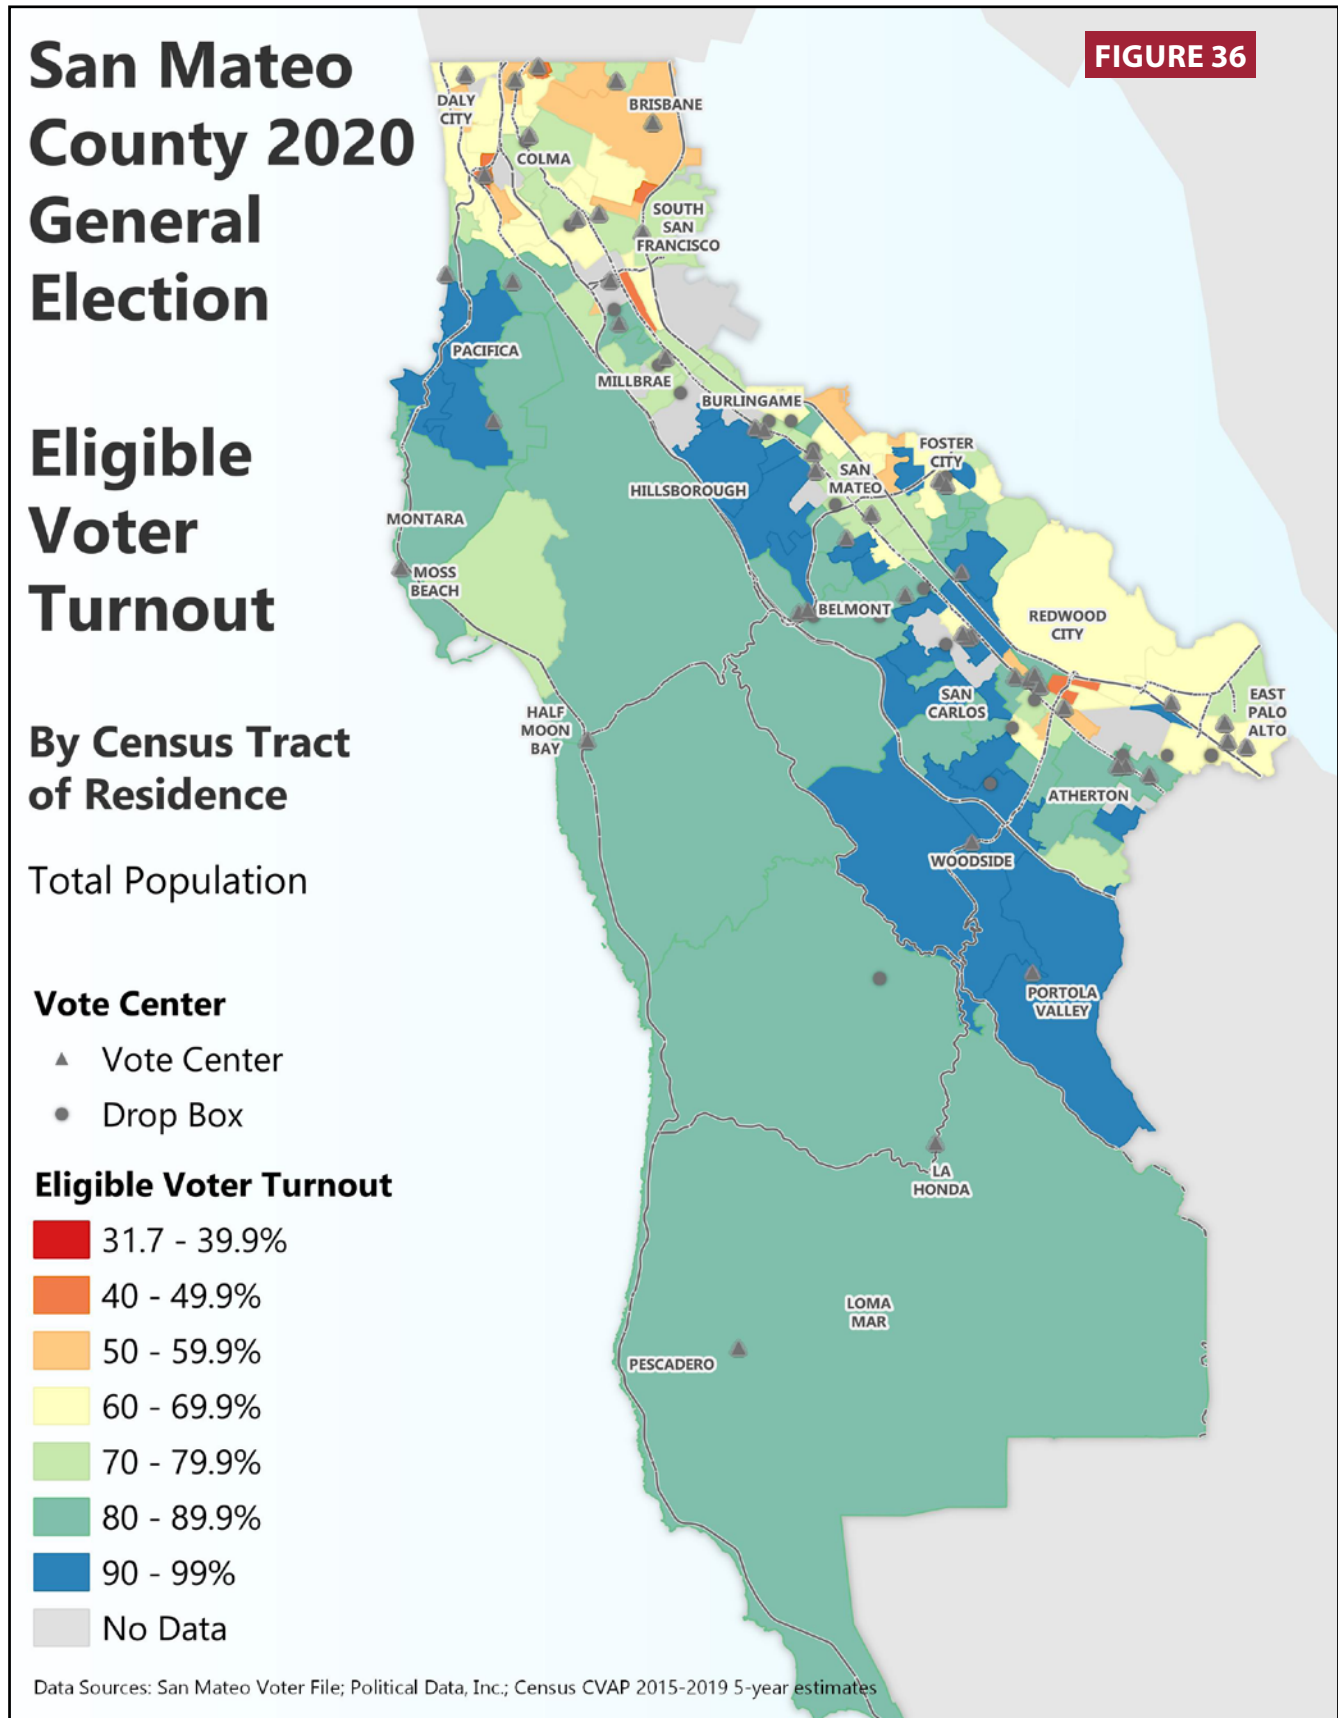 FIGURE 36
San Mateo
County 2020
General
Election
Eligible
Voter
Turnout
By Census Tract
of Residence
Total Population
Vote Center
Vote Center
Drop Box
Eligible Voter Turnout
31.7 - 39.9%
40 - 49.9%
50 - 59.9%
60 - 69.9%
70 - 79.9%
80 - 89.9%
90 - 99%
No Data
Data Sources: San Mateo Voter File; Political Data, Inc.; Census CVAP 2015-2019 5-year estimates
DALY
CITY
BRISBANE
COLMA
SOUTH
SAN
FRANCISCO
PACIFICA
MILLBRAE
BURLINGAME
HILLSBOROUGH
SAN
MATEO
FOSTER
CITY
MONTARA
MOSS
BEACH
BELMONT
REDWOOD
CITY
SAN
CARLOS
EAST
PALO
ALTO
HALF
MOON
BAY
ATHERTON
WOODSIDE
PORTOLA
VALLEY
LA
HONDA
LOMA
MAR
PESCADERO